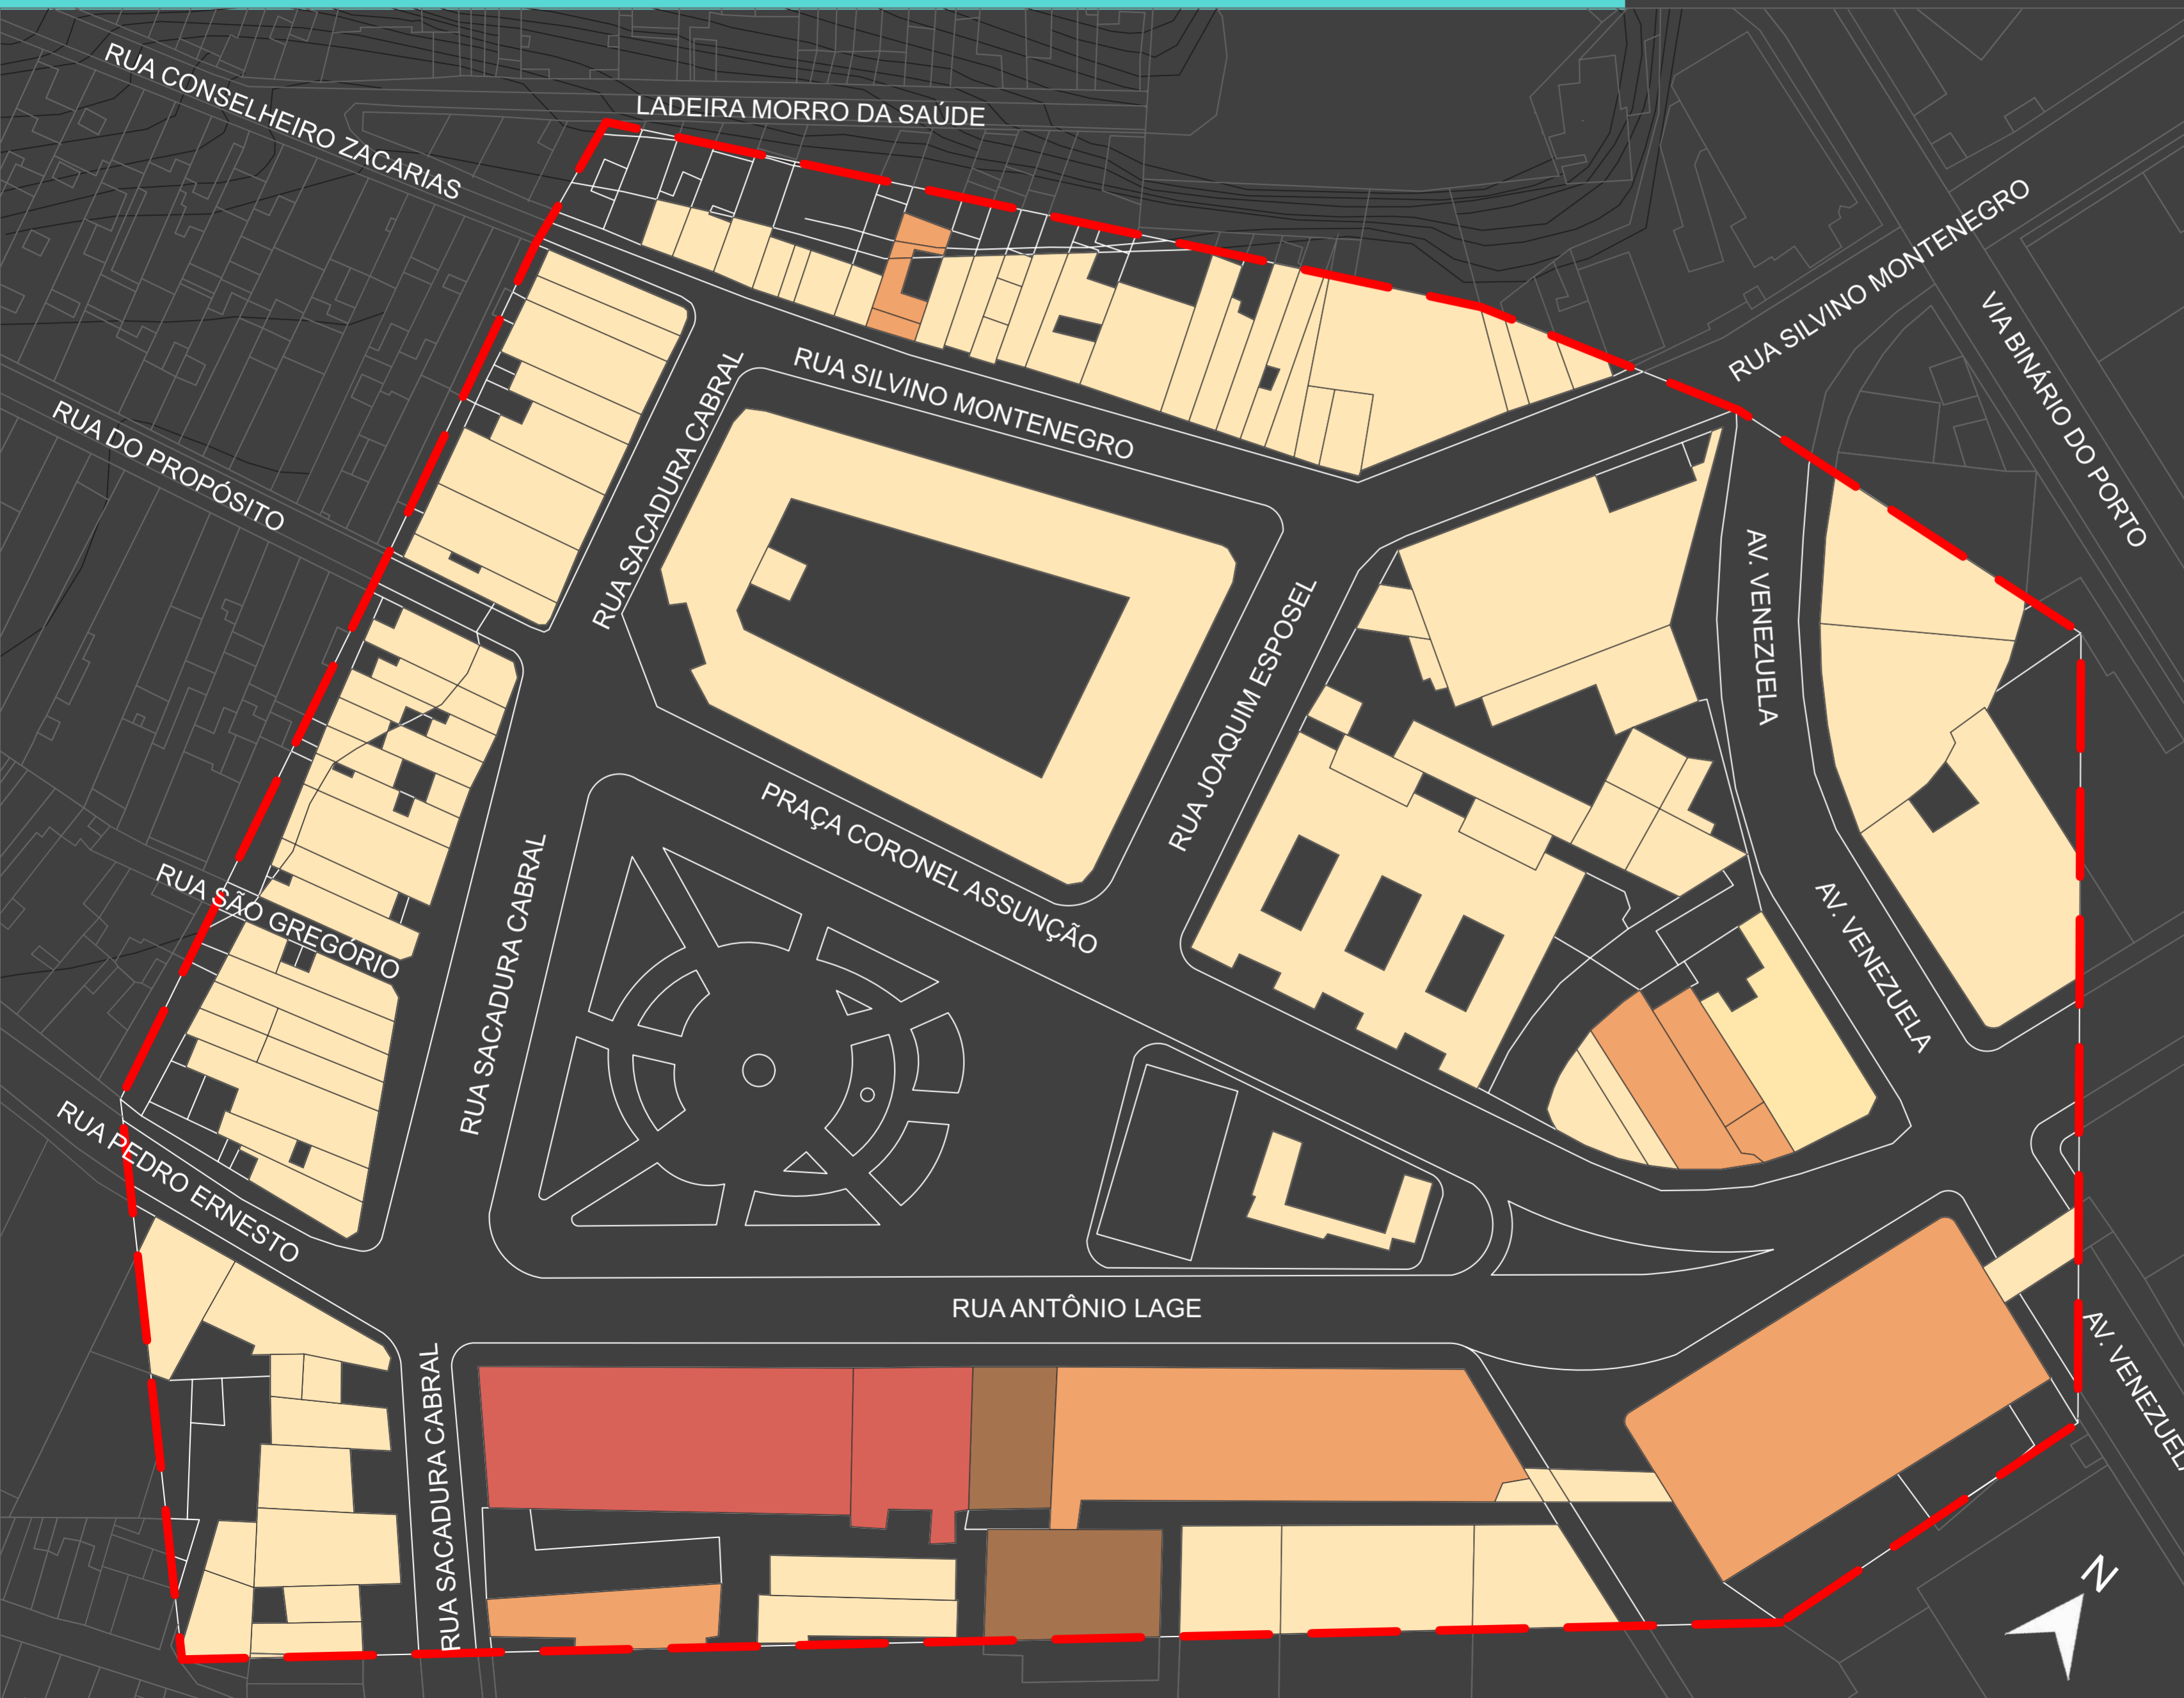 RUA CONSELHEIRO ZACARIAS
LADEIRA MORRO DA SAÚDE
RUA SILVINO MONTENEGRO
VIA BINÁRIO DO PORTO
RUA DO PROPÓSITO
RUA SACADURA CABRAL
RUA SILVINO MONTENEGRO
AV. VENEZUELA
RUA JOAQUIM ESPOSEL
PRAÇA CORONEL ASSUNÇÃO
RUA SÃO GREGÓRIO
RUA SACADURA CABRAL
AV. VENEZUELA
RUA PEDRO ERNESTO
RUA ANTÔNIO LAGE
RUA SACADURA CABRAL
AV. VENEZUELA
N